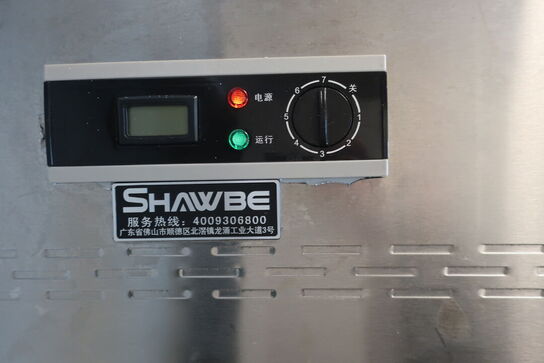 电源
运行
7
关
6
1
5
2
4
3
SHAWBE
服务热线：4009306800
广东省佛山市顺德区北滘镇龙涌工业大道3号